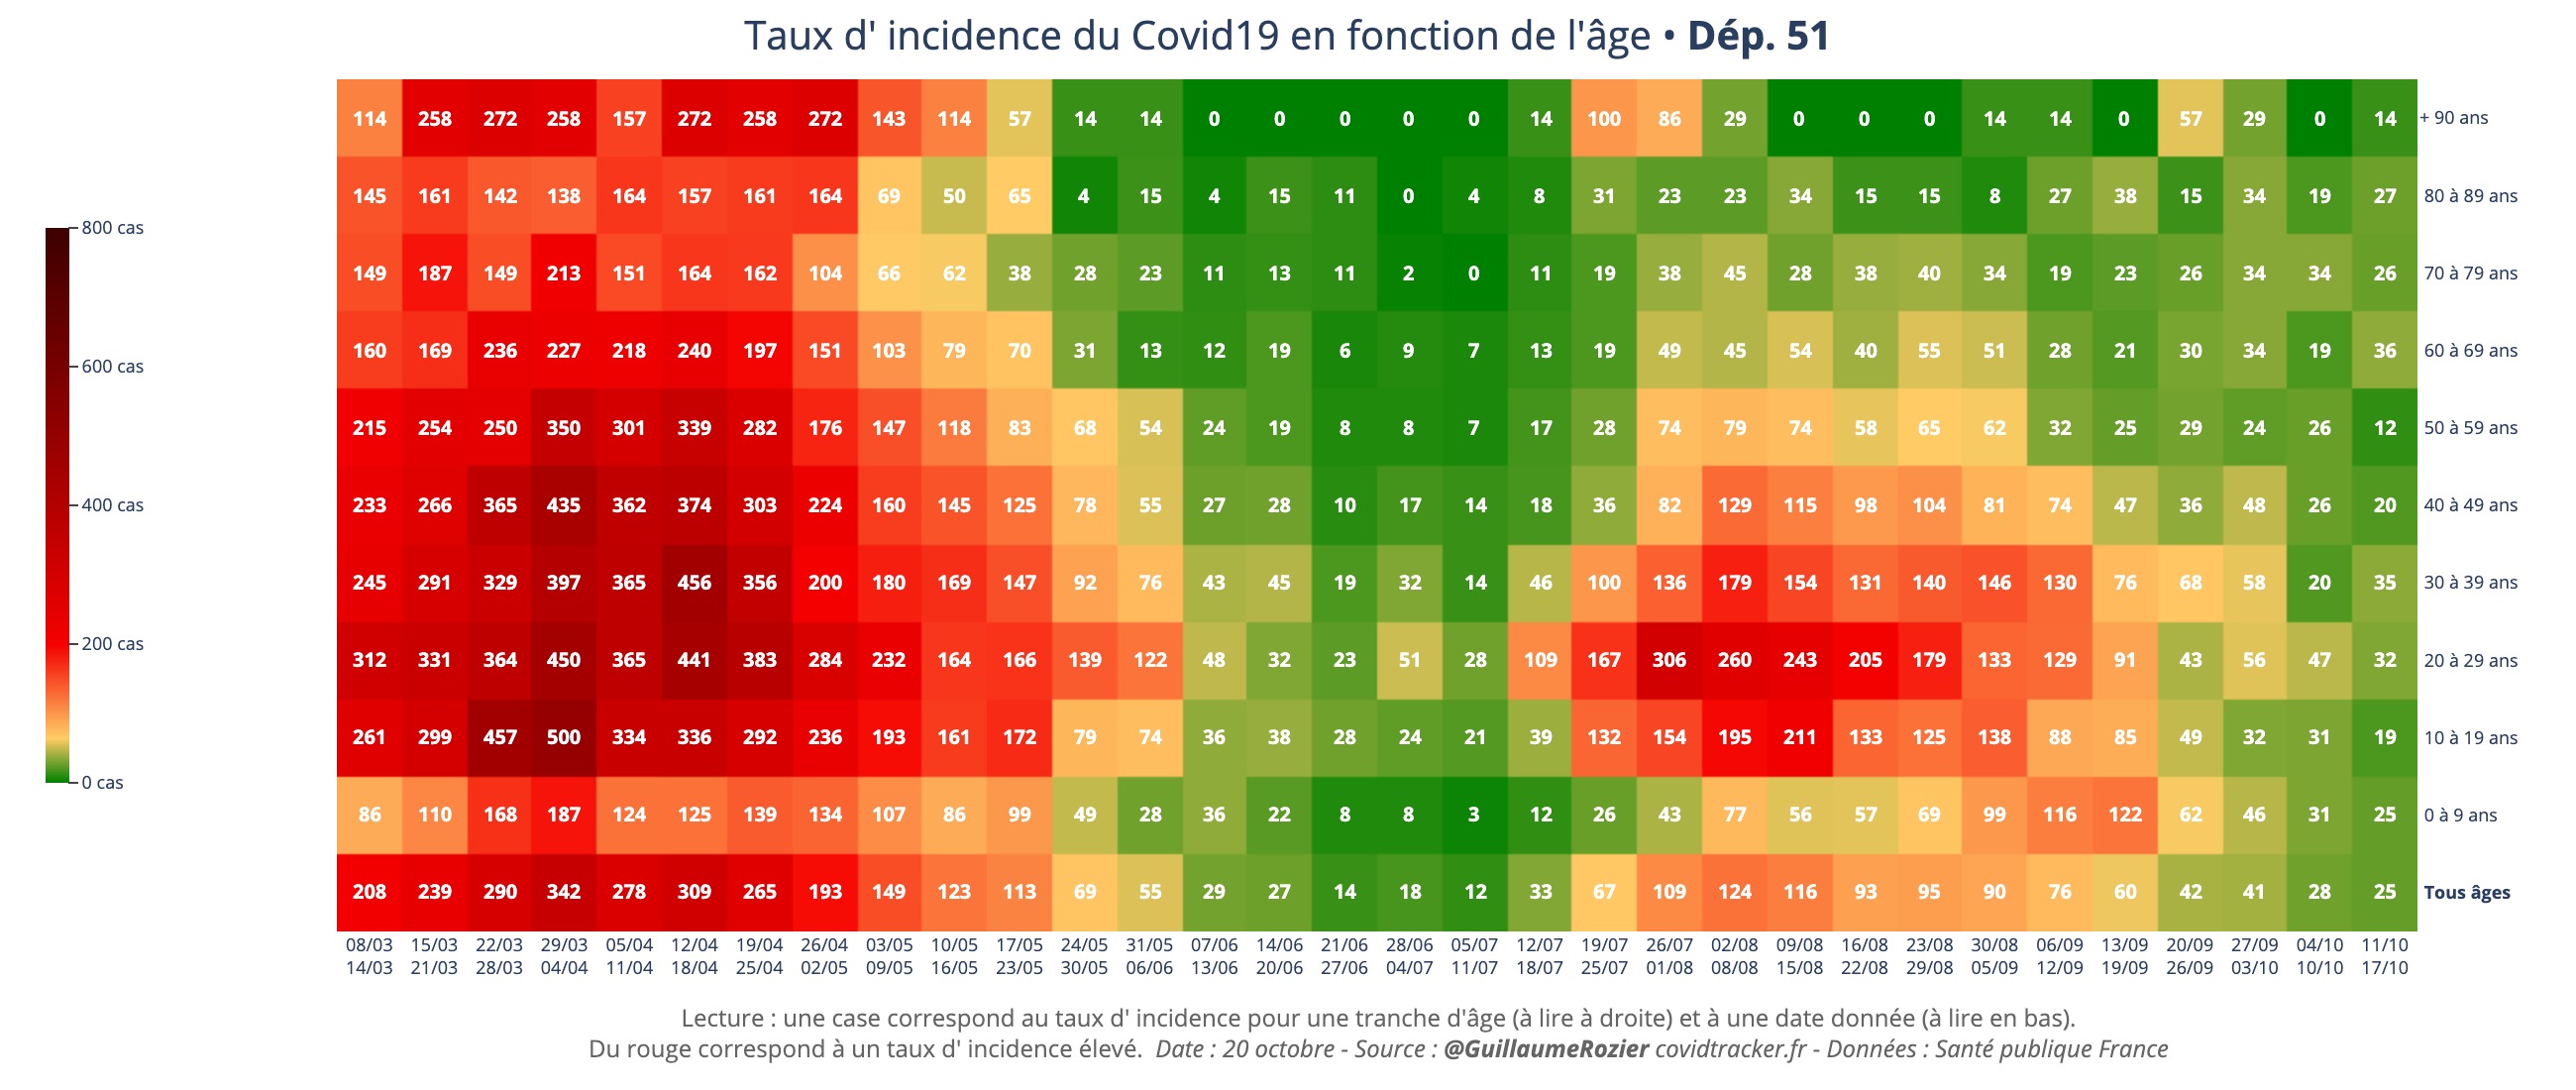 Taux d' incidence du Covid19 en fonction de l'âge • Dép. 51
800 cas
600 cas
400 cas
200 cas
0 cas
114 258 272 258 157 272 258 272 143 114 57 14 14 0 0 0 0 0 14 100 86 29 0 0 0 14 14 0 57 29 0 14 + 90 ans
145 161 142 138 164 157 161 164 69 50 65 4 15 4 15 11 0 4 8 31 23 23 34 15 15 8 27 38 15 34 19 27 80 à 89 ans
149 187 149 213 151 164 162 104 66 62 38 28 23 11 13 11 2 0 11 19 38 45 28 38 40 34 19 23 26 34 34 26 70 à 79 ans
160 169 236 227 218 240 197 151 103 79 70 31 13 12 19 6 9 7 13 19 49 45 54 40 55 51 28 21 30 34 19 36 60 à 69 ans
215 254 250 350 301 339 282 176 147 118 83 68 54 24 19 8 8 7 17 28 74 79 74 58 65 62 32 25 29 24 26 12 50 à 59 ans
233 266 365 435 362 374 303 224 160 145 125 78 55 27 28 10 17 14 18 36 82 129 115 98 104 81 74 47 36 48 26 20 40 à 49 ans
245 291 329 397 365 456 356 200 180 169 147 92 76 43 45 19 32 14 46 100 136 179 154 131 140 146 130 76 68 58 20 35 30 à 39 ans
312 331 364 450 365 441 383 284 232 164 166 139 122 48 32 23 51 28 109 167 306 260 243 205 179 133 129 91 43 56 47 32 20 à 29 ans
261 299 457 500 334 336 292 236 193 161 172 79 74 36 38 28 24 21 39 132 154 195 211 133 125 138 88 85 49 32 31 19 10 à 19 ans
86 110 168 187 124 125 139 134 107 86 99 49 28 36 22 8 8 3 12 26 43 77 56 57 69 99 116 122 62 46 31 25 0 à 9 ans
208 239 290 342 278 309 265 193 149 123 113 69 55 29 27 14 18 12 33 67 109 124 116 93 95 90 76 60 42 41 28 25 Tous âges
08/03 15/03 22/03 29/03 05/04 12/04 19/04 26/04 03/05 10/05 17/05 24/05 31/05 07/06 14/06 21/06 28/06 05/07 12/07 19/07 26/07 02/08 09/08 16/08 23/08 30/08 06/09 13/09 20/09 27/09 04/10 11/10
14/03 21/03 28/03 04/04 11/04 18/04 25/04 02/05 09/05 16/05 23/05 30/05 06/06 13/06 20/06 27/06 04/07 11/07 18/07 25/07 01/08 08/08 15/08 22/08 29/08 05/09 12/09 19/09 26/09 03/10 10/10 17/10
Lecture : une case correspond au taux d' incidence pour une tranche d'âge (à lire à droite) et à une date donnée (à lire en bas).
Du rouge correspond à un taux d' incidence élevé. Date : 20 octobre - Source : @GuillaumeRozier covidtracker.fr - Données : Santé publique France